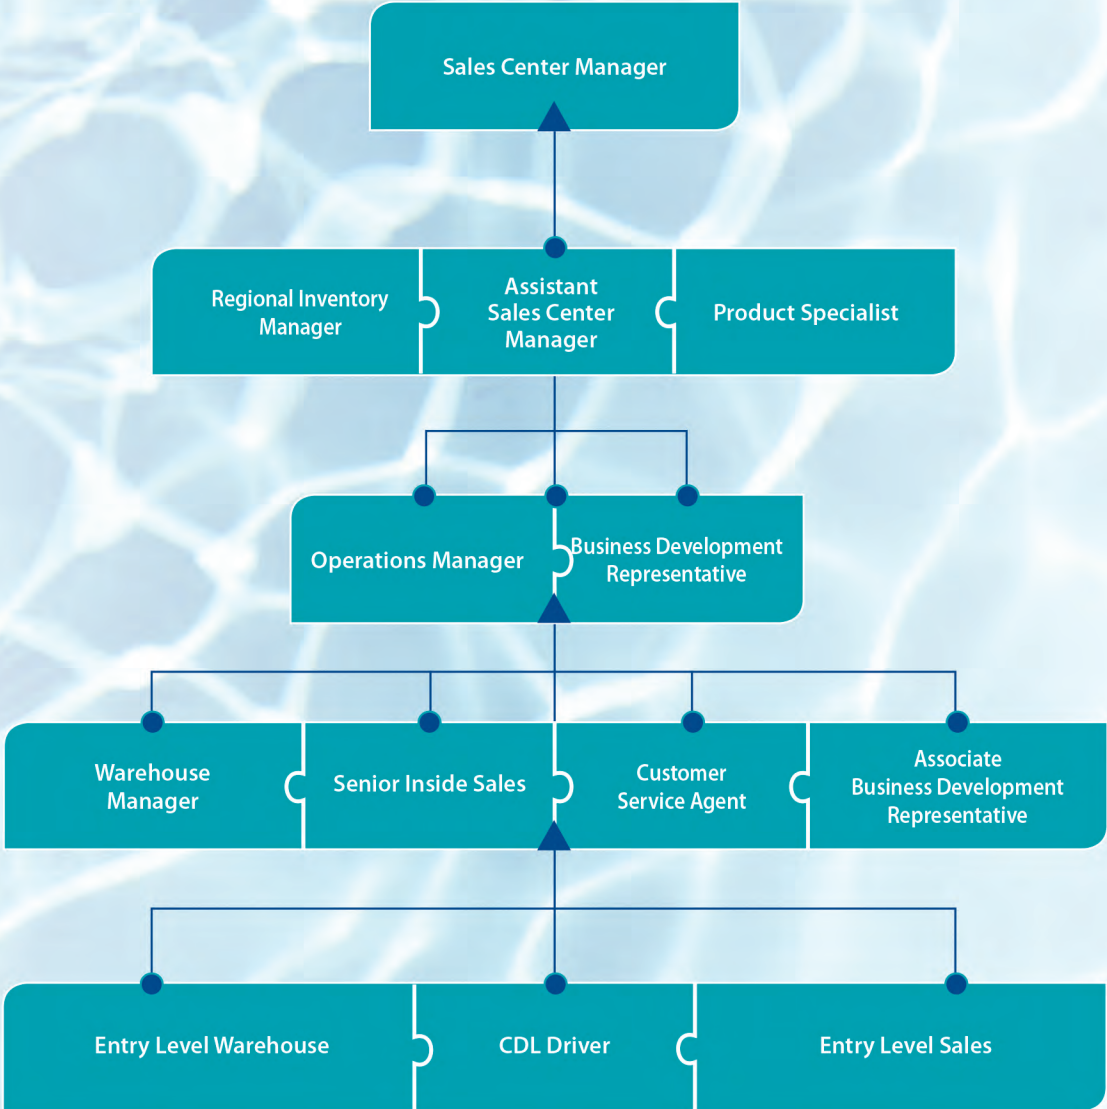 Sales Center Manager
Regional Inventory
Manager
Assistant
Sales Center
Manager
Product Specialist
Operations Manager
Business Development
Representative
Warehouse
Manager
Senior Inside Sales
Customer
Service Agent
Associate
Business Development
Representative
Entry Level Warehouse
CDL Driver
Entry Level Sales